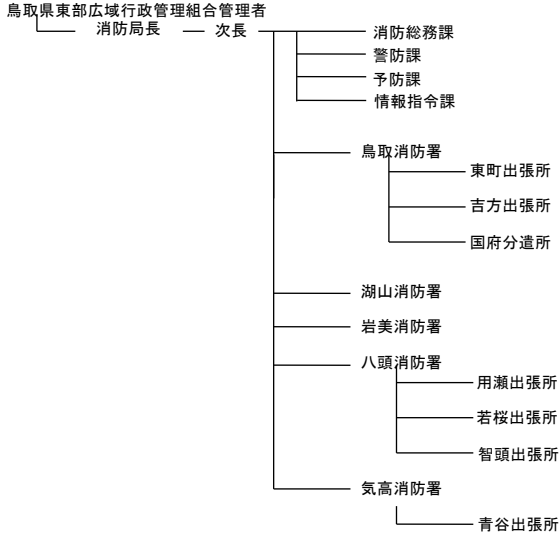 鳥取県東部広域行政管理組合管理者
消防局長 次長 消防総務課
警防課
予防課
情報指令課
鳥取消防署
東町出張所
吉方出張所
国府分遣所
湖山消防署
岩美消防署
八頭消防署
用瀬出張所
若桜出張所
智頭出張所
気高消防署
青谷出張所